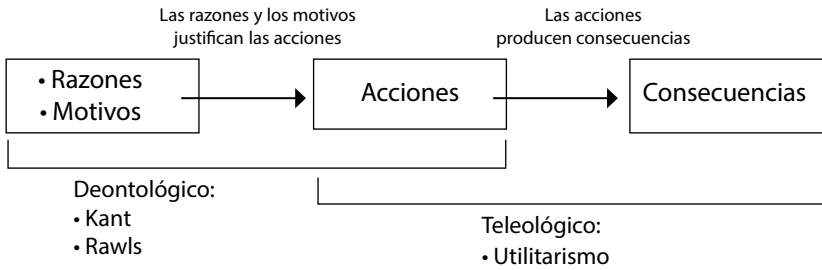 Las razones y los motivos
justifican las acciones
Las acciones
producen consecuencias
• Razones
• Motivos
Acciones
Consecuencias
Deontológico:
• Kant
• Rawls
Teleológico:
• Utilitarismo